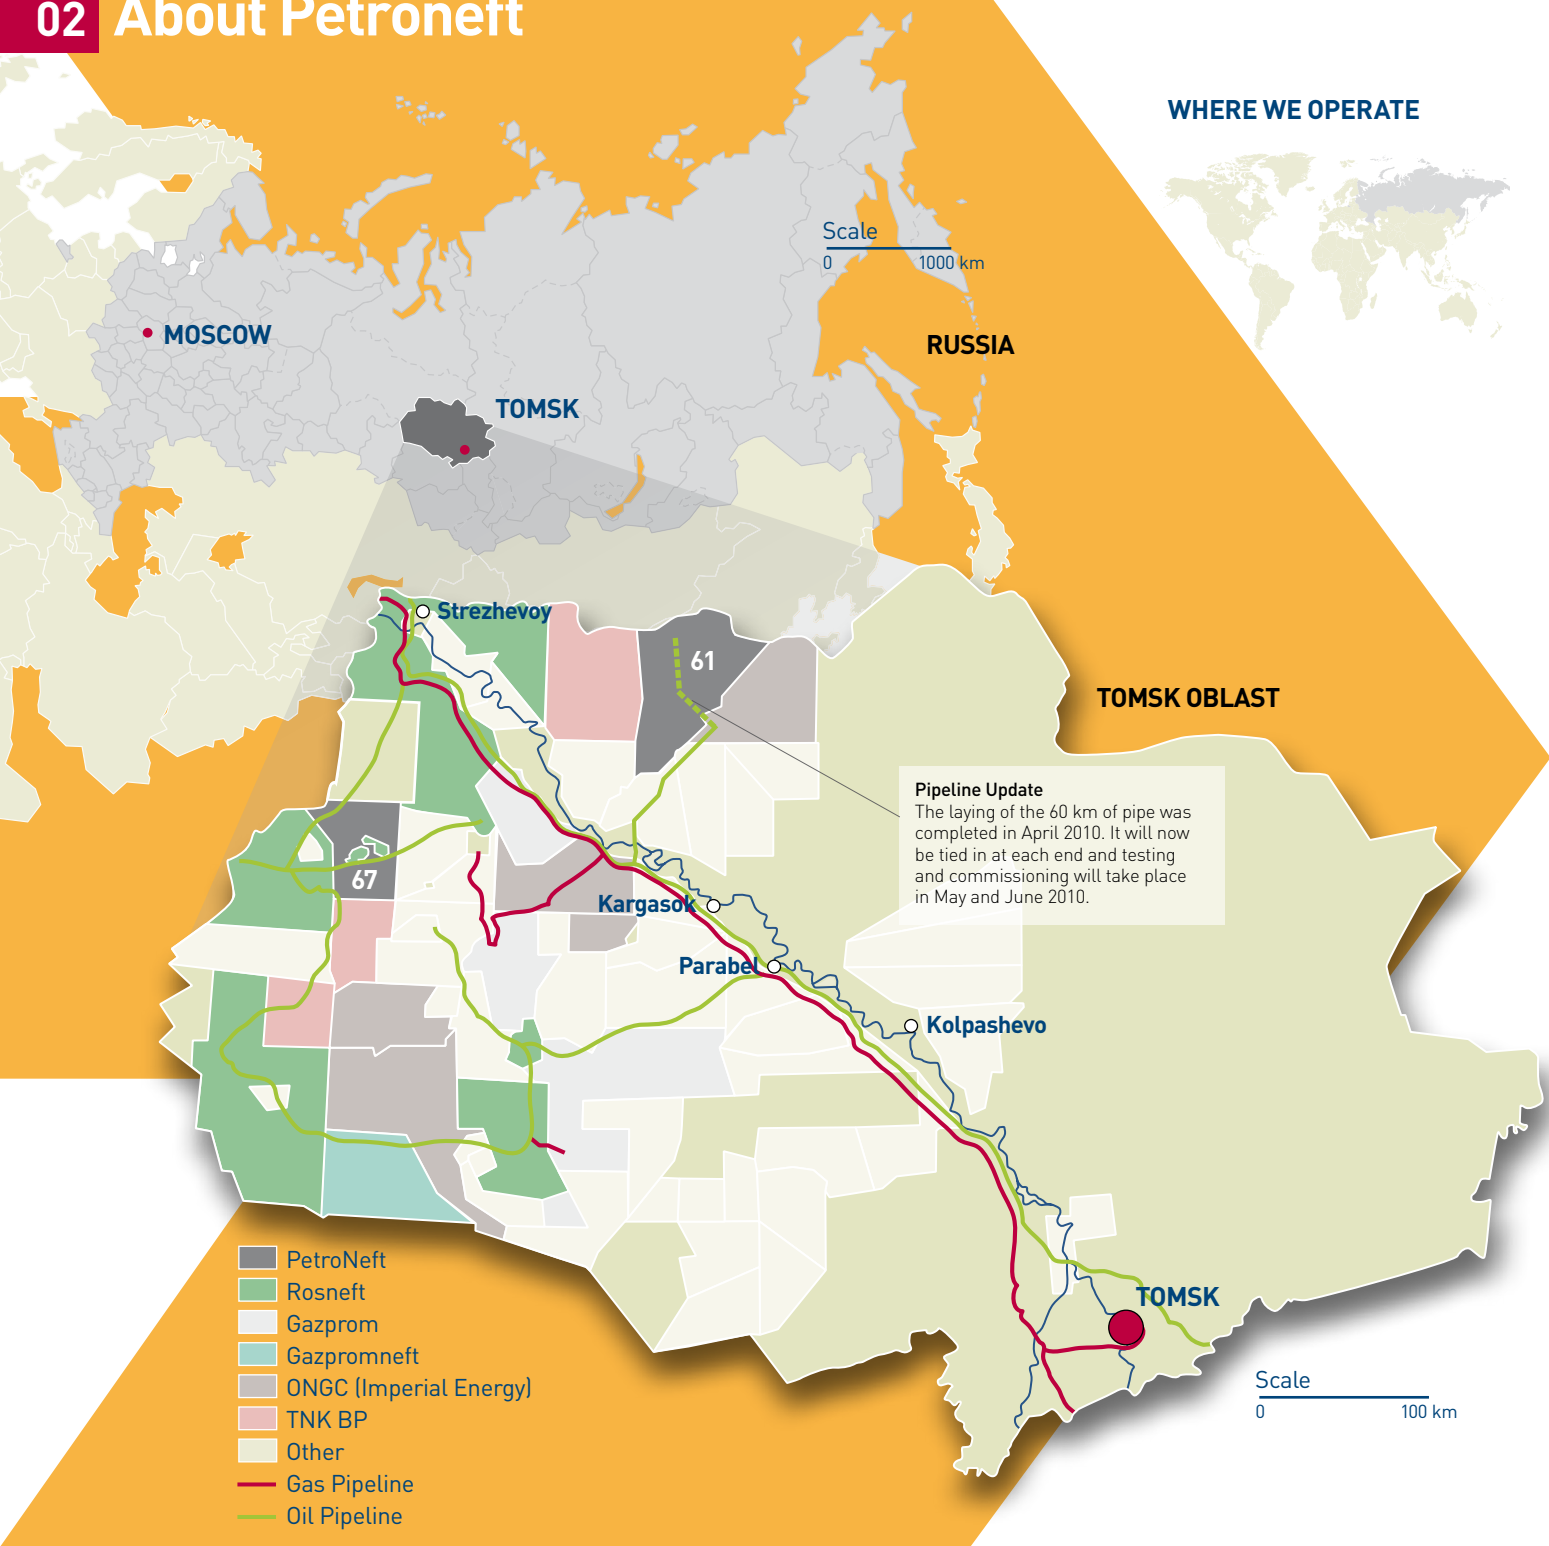 02 About Petroneft
WHERE WE OPERATE
Scale
0 1000 km
MOSCOW
RUSSIA
TOMSK
Strezhevoy
61
TOMSK OBLAST
Pipeline Update
The laying of the 60 km of pipe was
completed in April 2010. It will now
be tied in at each end and testing
and commissioning will take place
in May and June 2010.
67
Kargasok
Parabel
Kolpashevo
PetroNeft
Rosneft
Gazprom
Gazpromneft
ONGC (Imperial Energy)
TNK BP
Other
Gas Pipeline
Oil Pipeline
TOMSK
Scale
0 100 km